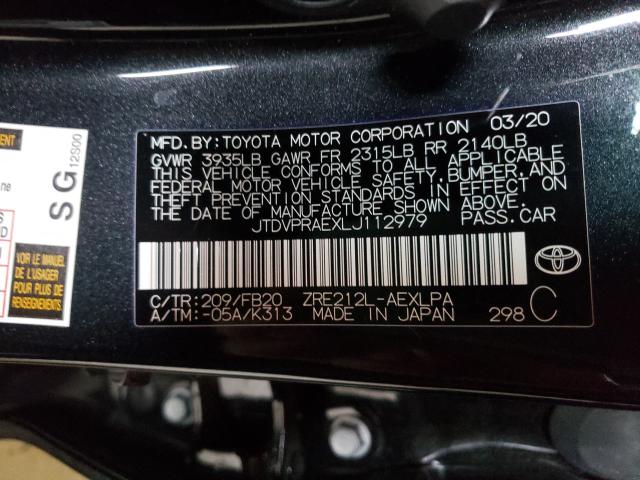 MFD. BY: TOYOTA MOTOR CORPORATION 03/20
GVWR 3935LB GAWR FR 2315LB RR 2140LB
THIS VEHICLE CONFORMS TO ALL APPLICABLE
FEDERAL MOTOR VEHICLE SAFETY, BUMPER, AND
THEFT PREVENTION STANDARDS IN EFFECT ON
THE DATE OF MANUFACTURE SHOWN ABOVE.
JTDVPRAEXLJ112979 PASS. CAR
C/TR: 209/FB20 ZRE212L-AEXLPA
A/TM: -05A/K313 MADE IN JAPAN 298 C
SG 12S00
VOIR LE MANUEL
POUR PLUS DE
RENSEIGNEMENTS